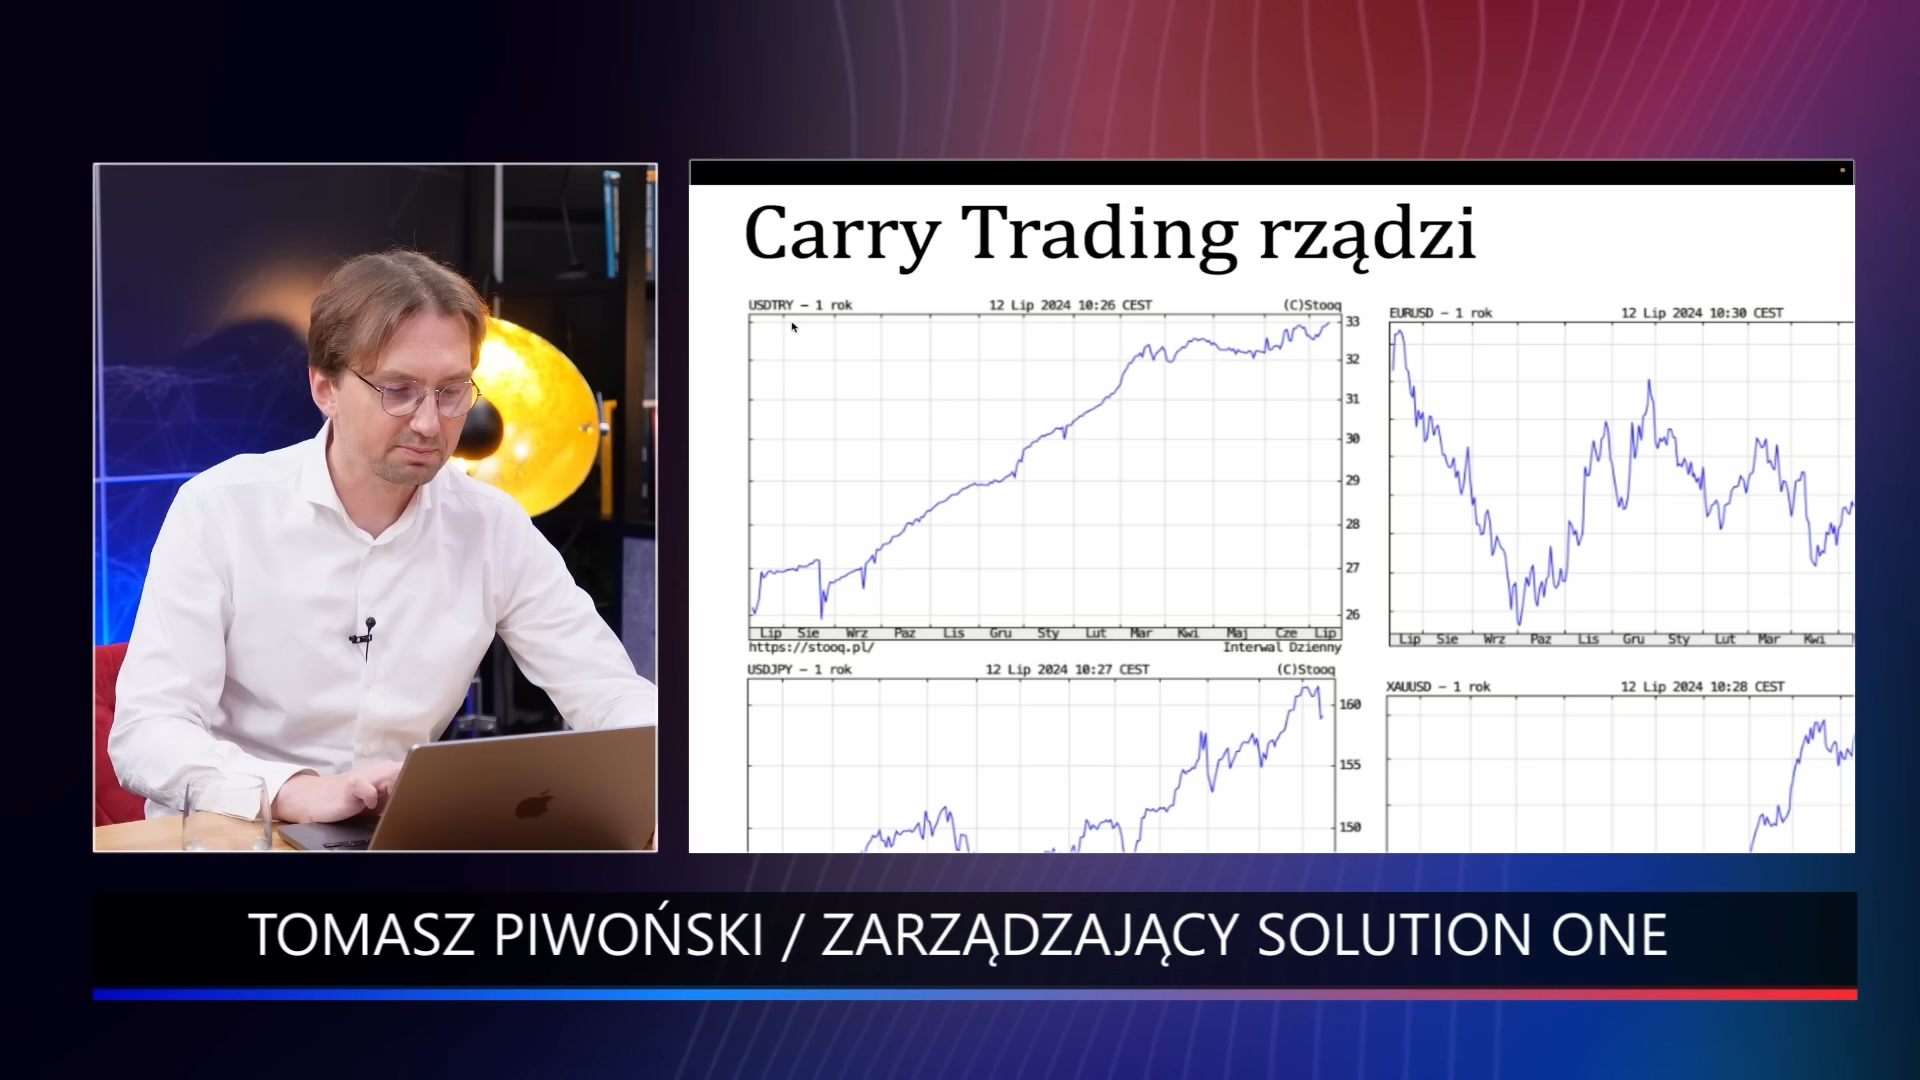 Carry Trading rządzi
USDTRY - 1 rok 12 Lip 2024 10:26 CEST (C)Stooq
33
32
31
30
29
28
27
26
Lip Sie Wrz Paz Lis Gru Sty Lut Mar Kwi Maj Cze Lip
https://stooq.pl/ Interwal Dzienny
EURUSD - 1 rok 12 Lip 2024 10:30 CEST
Lip Sie Wrz Paz Lis Gru Sty Lut Mar Kwi
USDJPY - 1 rok 12 Lip 2024 10:27 CEST (C)Stooq
160
155
150
XAUUSD - 1 rok 12 Lip 2024 10:28 CEST
TOMASZ PIWOŃSKI / ZARZĄDZAJĄCY SOLUTION ONE